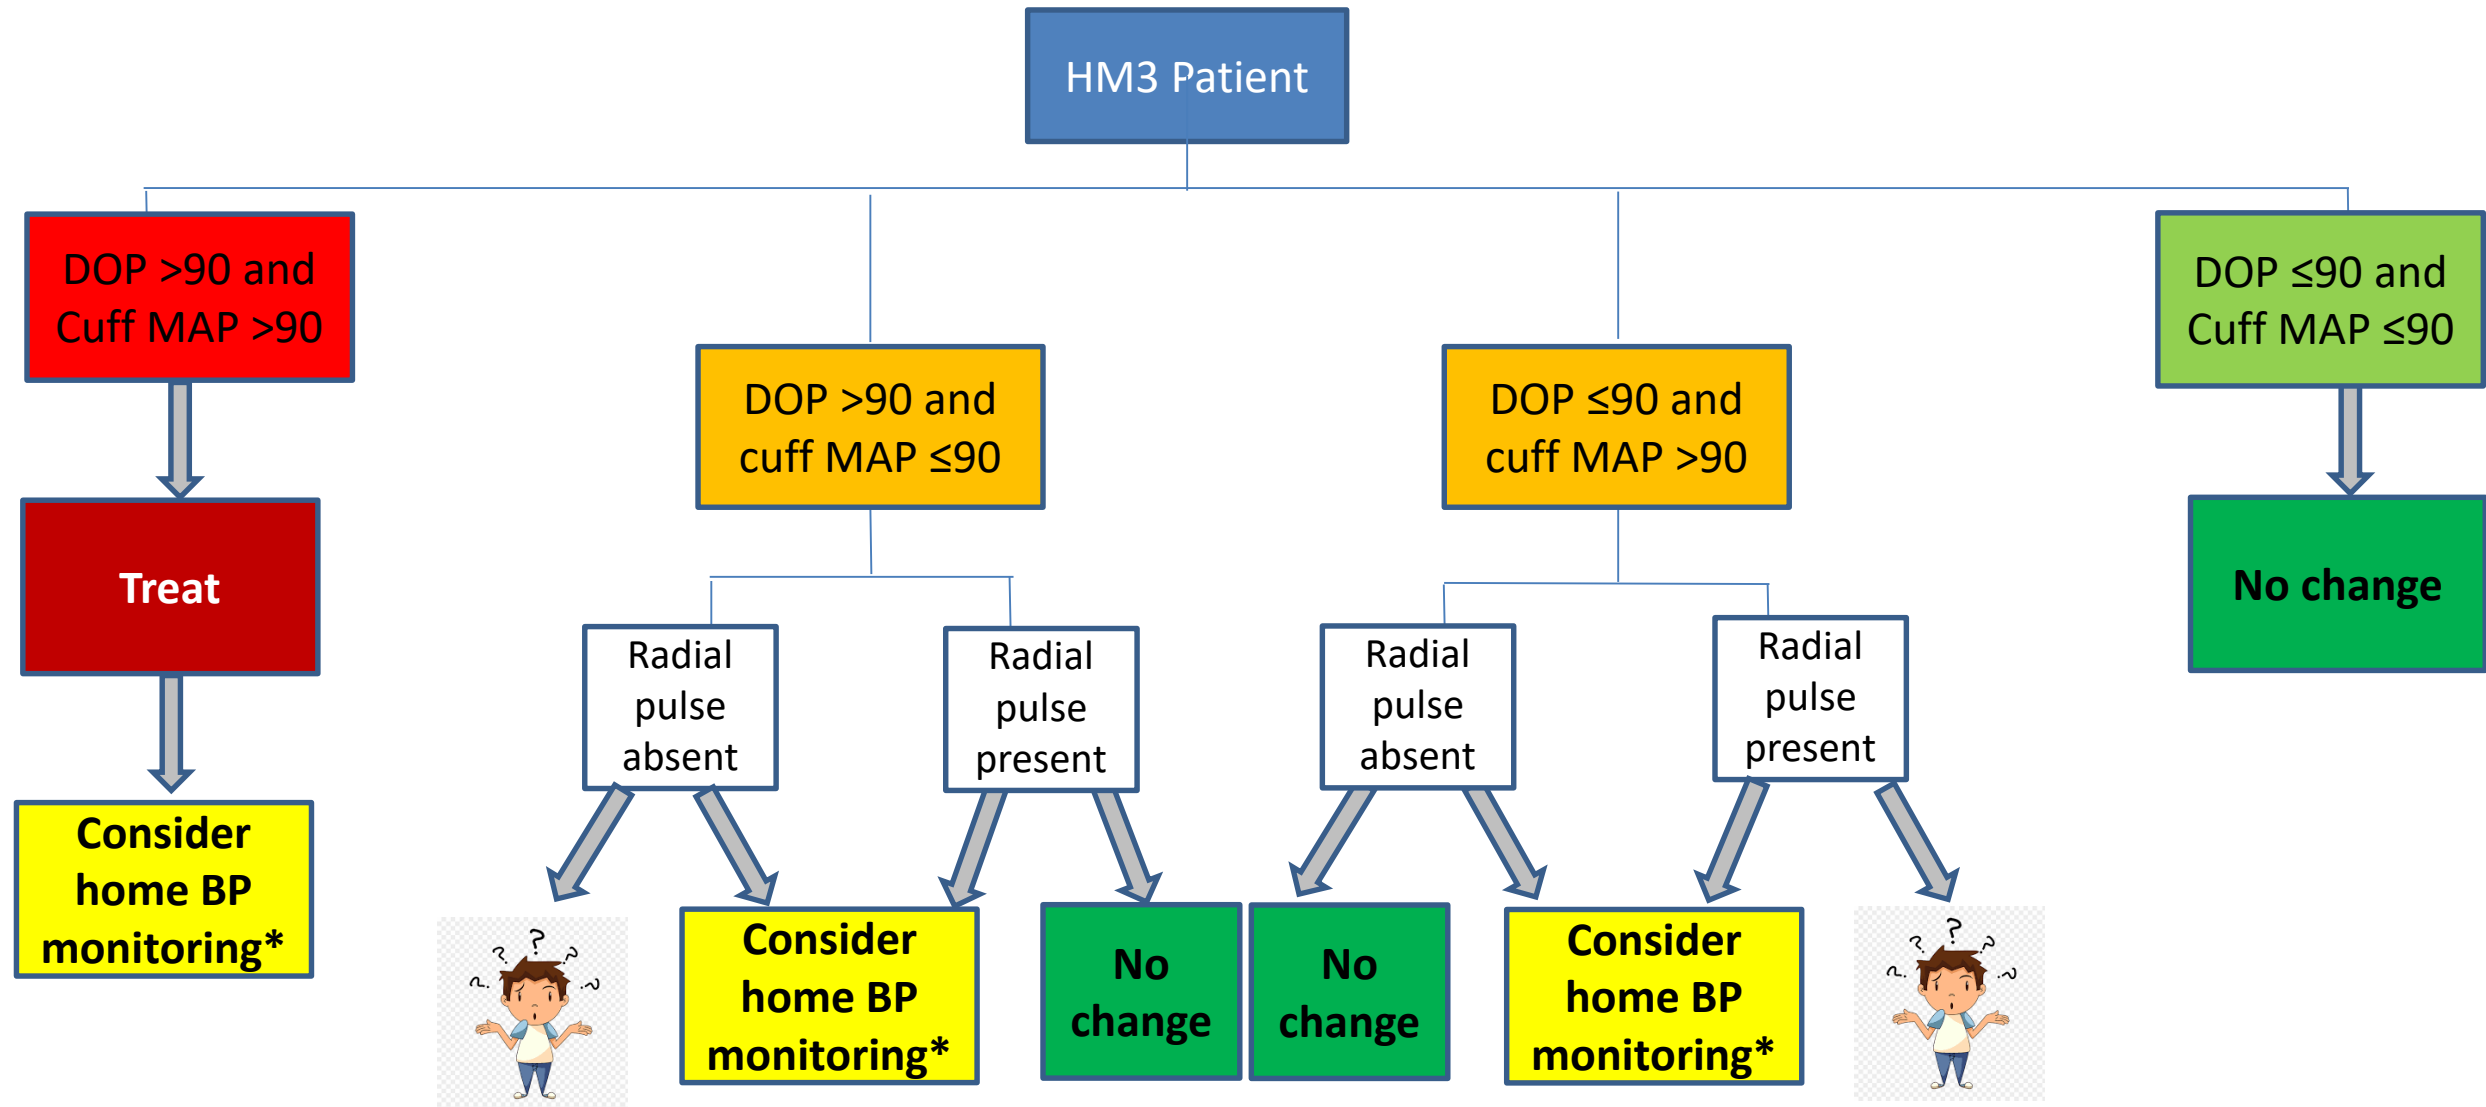 HM3 Patient
DOP >90 and
Cuff MAP >90
DOP ≤90 and
Cuff MAP ≤90
DOP >90 and
cuff MAP ≤90
DOP ≤90 and
cuff MAP >90
Treat
No change
Radial
pulse
absent
Radial
pulse
present
Radial
pulse
absent
Radial
pulse
present
Consider
home BP
monitoring*
? ? ? ? ?
Consider
home BP
monitoring*
No
change
No
change
Consider
home BP
monitoring*
? ? ? ? ?